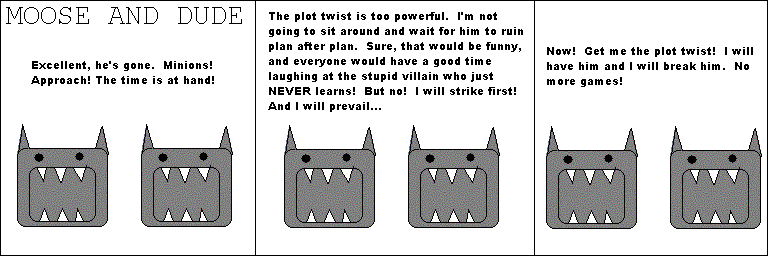 MOOSE AND DUDE
Excellent, he's gone. Minions!
Approach! The time is at hand!
The plot twist is too powerful. I'm not
going to sit around and wait for him to ruin
plan after plan. Sure, that would be funny,
and everyone would have a good time
laughing at the stupid villain who just
NEVER learns! But no! I will strike first!
And I will prevail...
Now! Get me the plot twist! I will
have him and I will break him. No
more games!